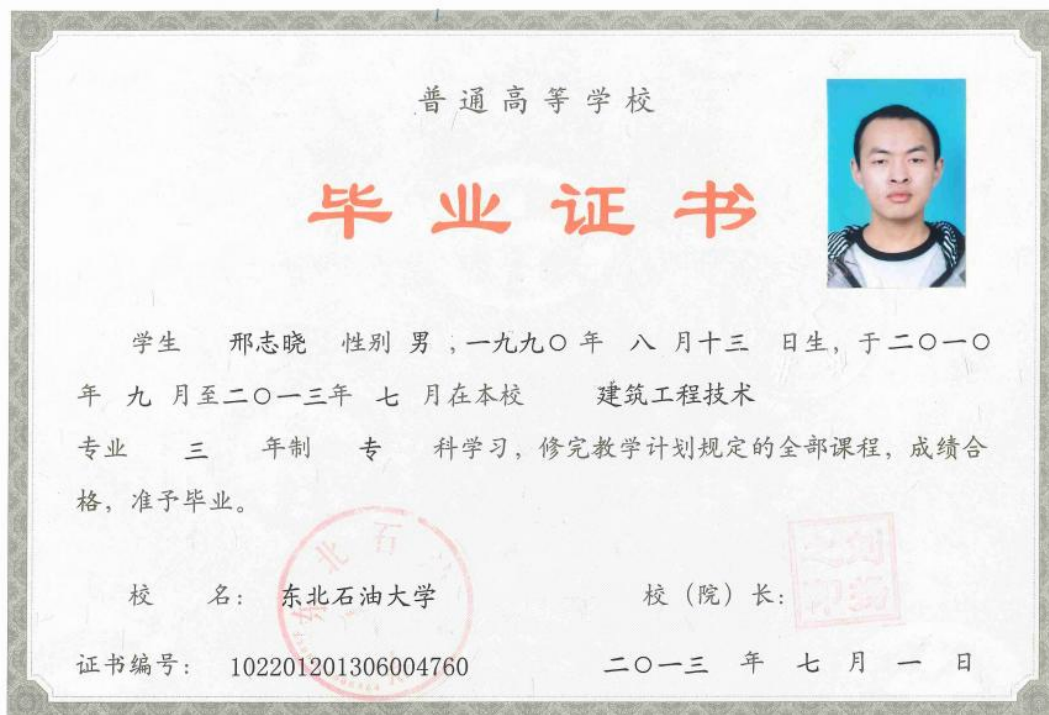 普通高等学校
毕业证书
学生 邢志晓 性别 男 ，一九九〇 年 八 月十三 日生，于 二〇一〇
年 九 月至二〇一三年 七 月在本校 建筑工程技术
专业 三 年制 专 科学习，修完教学计划规定的全部课程，成绩合
格，准予毕业。
校 名： 东北石油大学 校（院）长：
证书编号： 102201201306004760 二〇一三 年 七 月 一 日
东北石